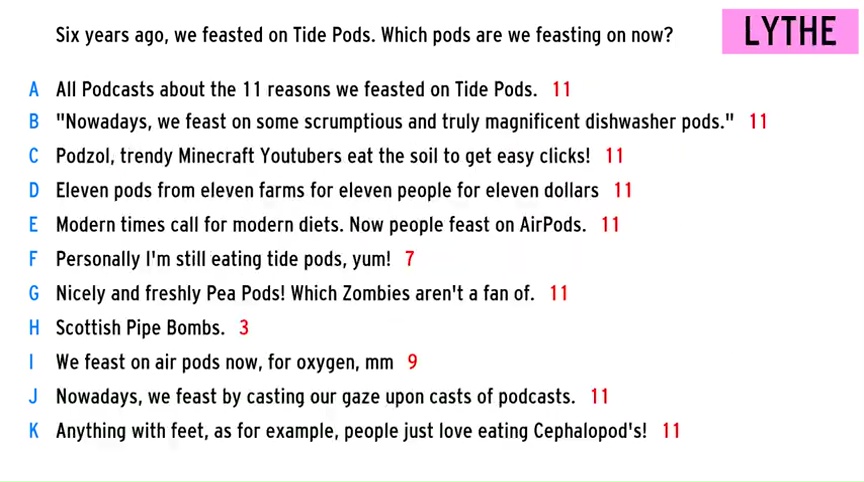 Six years ago, we feasted on Tide Pods. Which pods are we feasting on now?
LYTHE
A All Podcasts about the 11 reasons we feasted on Tide Pods. 11
B "Nowadays, we feast on some scrumptious and truly magnificent dishwasher pods." 11
C Podzol, trendy Minecraft Youtubers eat the soil to get easy clicks! 11
D Eleven pods from eleven farms for eleven people for eleven dollars 11
E Modern times call for modern diets. Now people feast on AirPods. 11
F Personally I'm still eating tide pods, yum! 7
G Nicely and freshly Pea Pods! Which Zombies aren't a fan of. 11
H Scottish Pipe Bombs. 3
I We feast on air pods now, for oxygen, mm 9
J Nowadays, we feast by casting our gaze upon casts of podcasts. 11
K Anything with feet, as for example, people just love eating Cephalopod's! 11